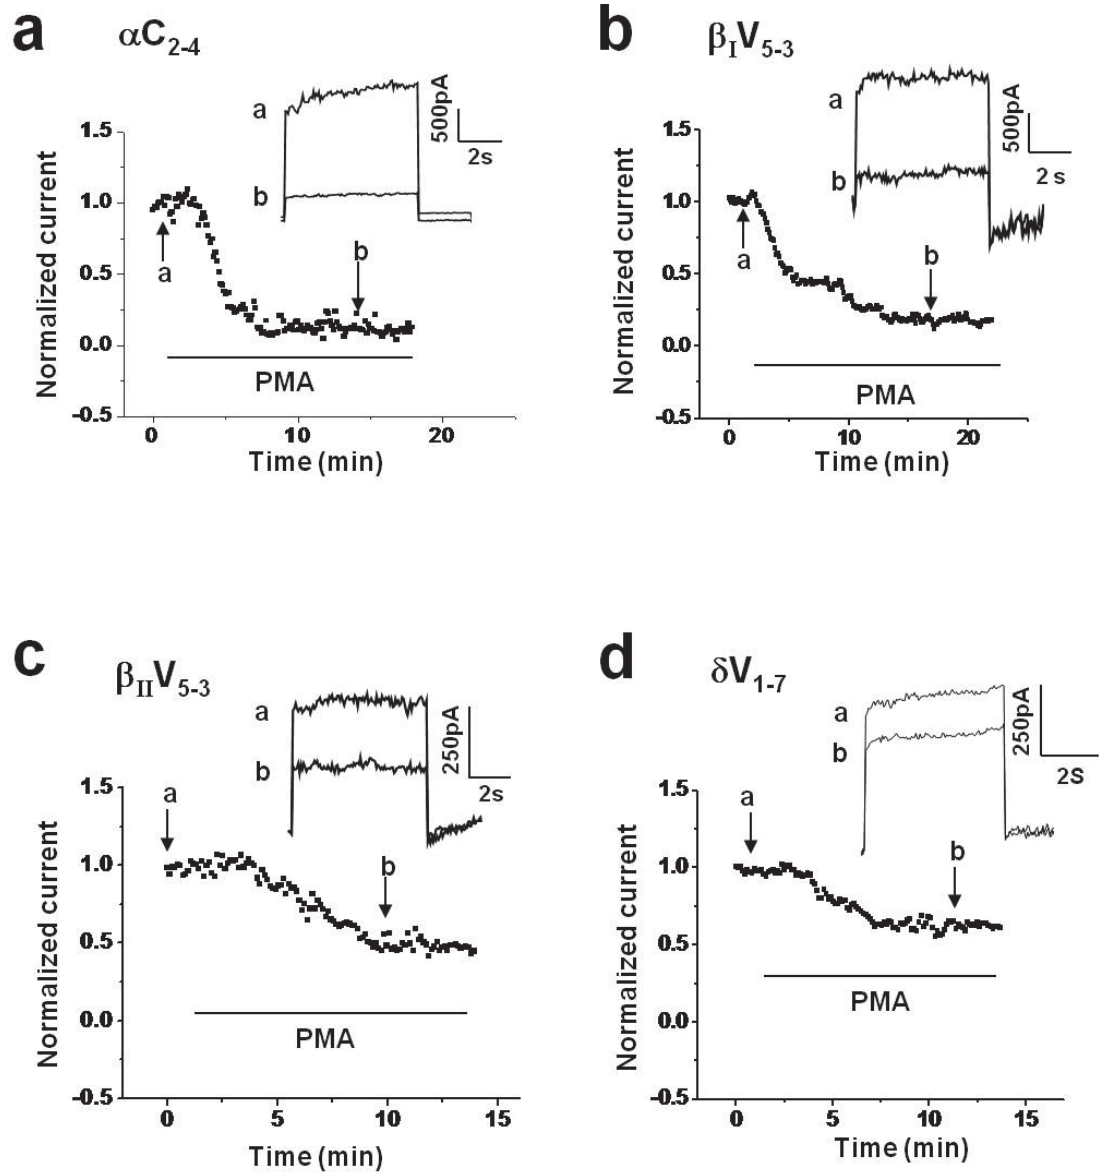 a
αC2-4
a
b
500pA
2s
1.5
1.0
0.5
0.0
-0.5
Normalized current
a
b
PMA
0
10
20
Time (min)
b
βIV5-3
a
b
500pA
2 s
1.5
1.0
0.5
0.0
-0.5
Normalized current
a
b
PMA
0
10
20
Time (min)
c
βIIV5-3
a
b
250pA
2s
1.5
1.0
0.5
0.0
-0.5
Normalized current
a
b
PMA
0
5
10
15
Time (min)
d
δV1-7
a
b
250pA
2S
1.5
1.0
0.5
0.0
-0.5
Normalized current
a
b
PMA
0
5
10
15
Time (min)